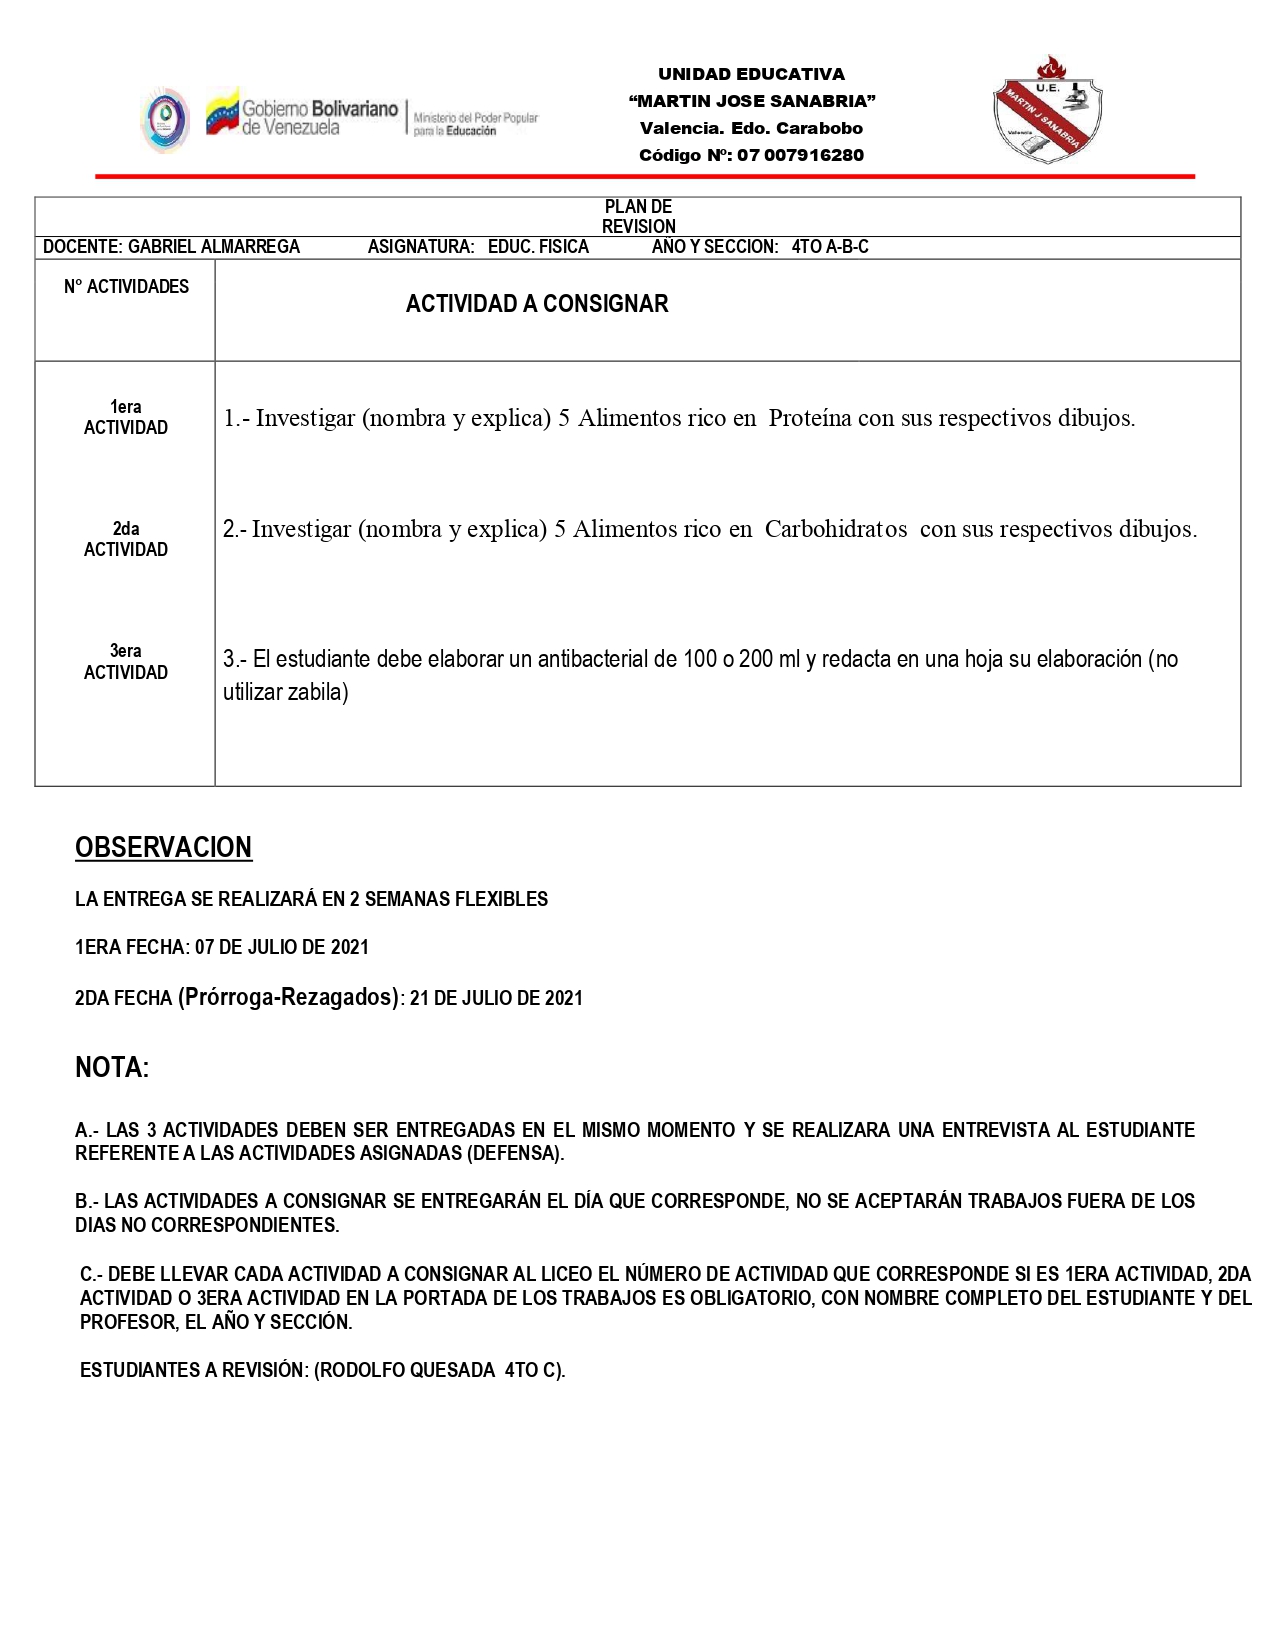 Gobierno Bolivariano
de Venezuela
Ministerio del Poder Popular
para la Educación
UNIDAD EDUCATIVA
“MARTIN JOSE SANABRIA”
Valencia. Edo. Carabobo
Código Nº: 07 007916280
U.E.
MARTIN J SANABRIA
Valencia
PLAN DE
REVISION
DOCENTE: GABRIEL ALMARREGA ASIGNATURA: EDUC. FISICA AÑO Y SECCION: 4TO A-B-C
N° ACTIVIDADES
ACTIVIDAD A CONSIGNAR
1era
ACTIVIDAD
1.- Investigar (nombra y explica) 5 Alimentos rico en Proteína con sus respectivos dibujos.
2da
ACTIVIDAD
2.- Investigar (nombra y explica) 5 Alimentos rico en Carbohidratos con sus respectivos dibujos.
3era
ACTIVIDAD
3.- El estudiante debe elaborar un antibacterial de 100 o 200 ml y redacta en una hoja su elaboración (no
utilizar zabila)
OBSERVACION
LA ENTREGA SE REALIZARÁ EN 2 SEMANAS FLEXIBLES
1ERA FECHA: 07 DE JULIO DE 2021
2DA FECHA (Prórroga-Rezagados): 21 DE JULIO DE 2021
NOTA:
A.- LAS 3 ACTIVIDADES DEBEN SER ENTREGADAS EN EL MISMO MOMENTO Y SE REALIZARA UNA ENTREVISTA AL ESTUDIANTE
REFERENTE A LAS ACTIVIDADES ASIGNADAS (DEFENSA).
B.- LAS ACTIVIDADES A CONSIGNAR SE ENTREGARÁN EL DÍA QUE CORRESPONDE, NO SE ACEPTARÁN TRABAJOS FUERA DE LOS
DIAS NO CORRESPONDIENTES.
C.- DEBE LLEVAR CADA ACTIVIDAD A CONSIGNAR AL LICEO EL NÚMERO DE ACTIVIDAD QUE CORRESPONDE SI ES 1ERA ACTIVIDAD, 2DA
ACTIVIDAD O 3ERA ACTIVIDAD EN LA PORTADA DE LOS TRABAJOS ES OBLIGATORIO, CON NOMBRE COMPLETO DEL ESTUDIANTE Y DEL
PROFESOR, EL AÑO Y SECCIÓN.
ESTUDIANTES A REVISIÓN: (RODOLFO QUESADA 4TO C).